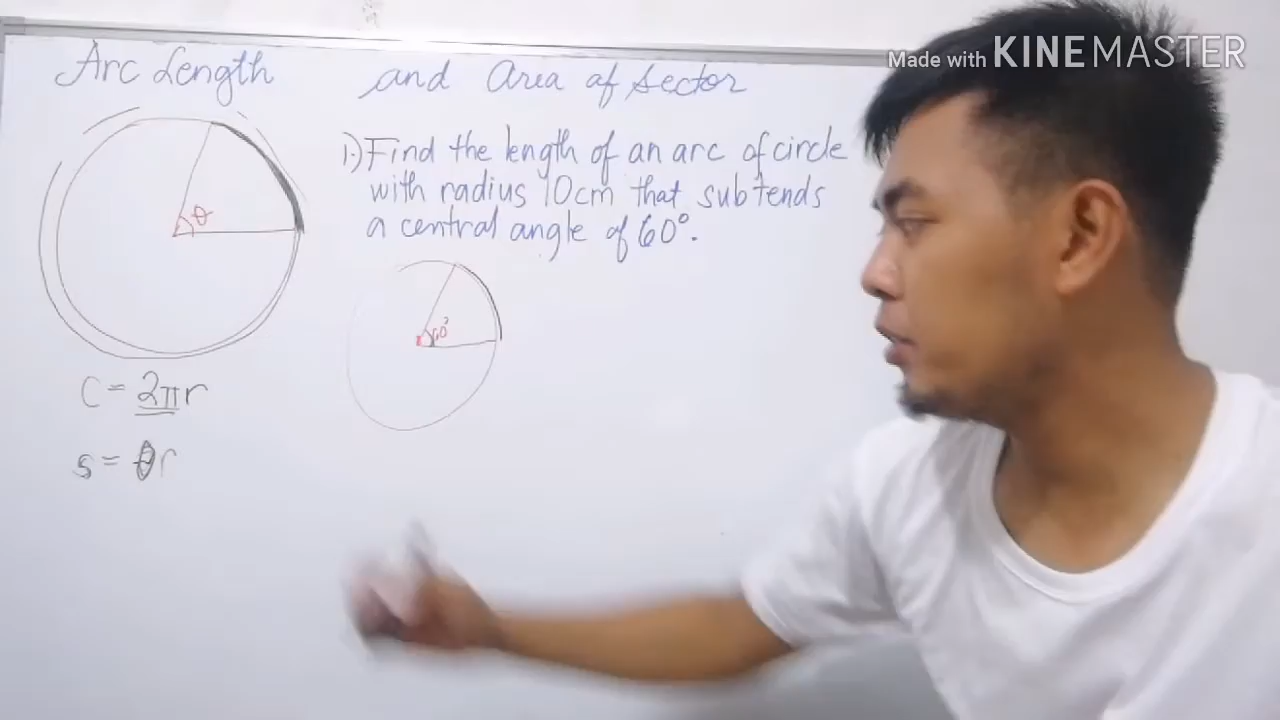 Made with KINEMASTER
Arc Length and Area of Sector
θ
1.) Find the length of an arc of circle
with radius 10cm that subtends
a central angle of 60°.
60°
C = 2πr
s = θr